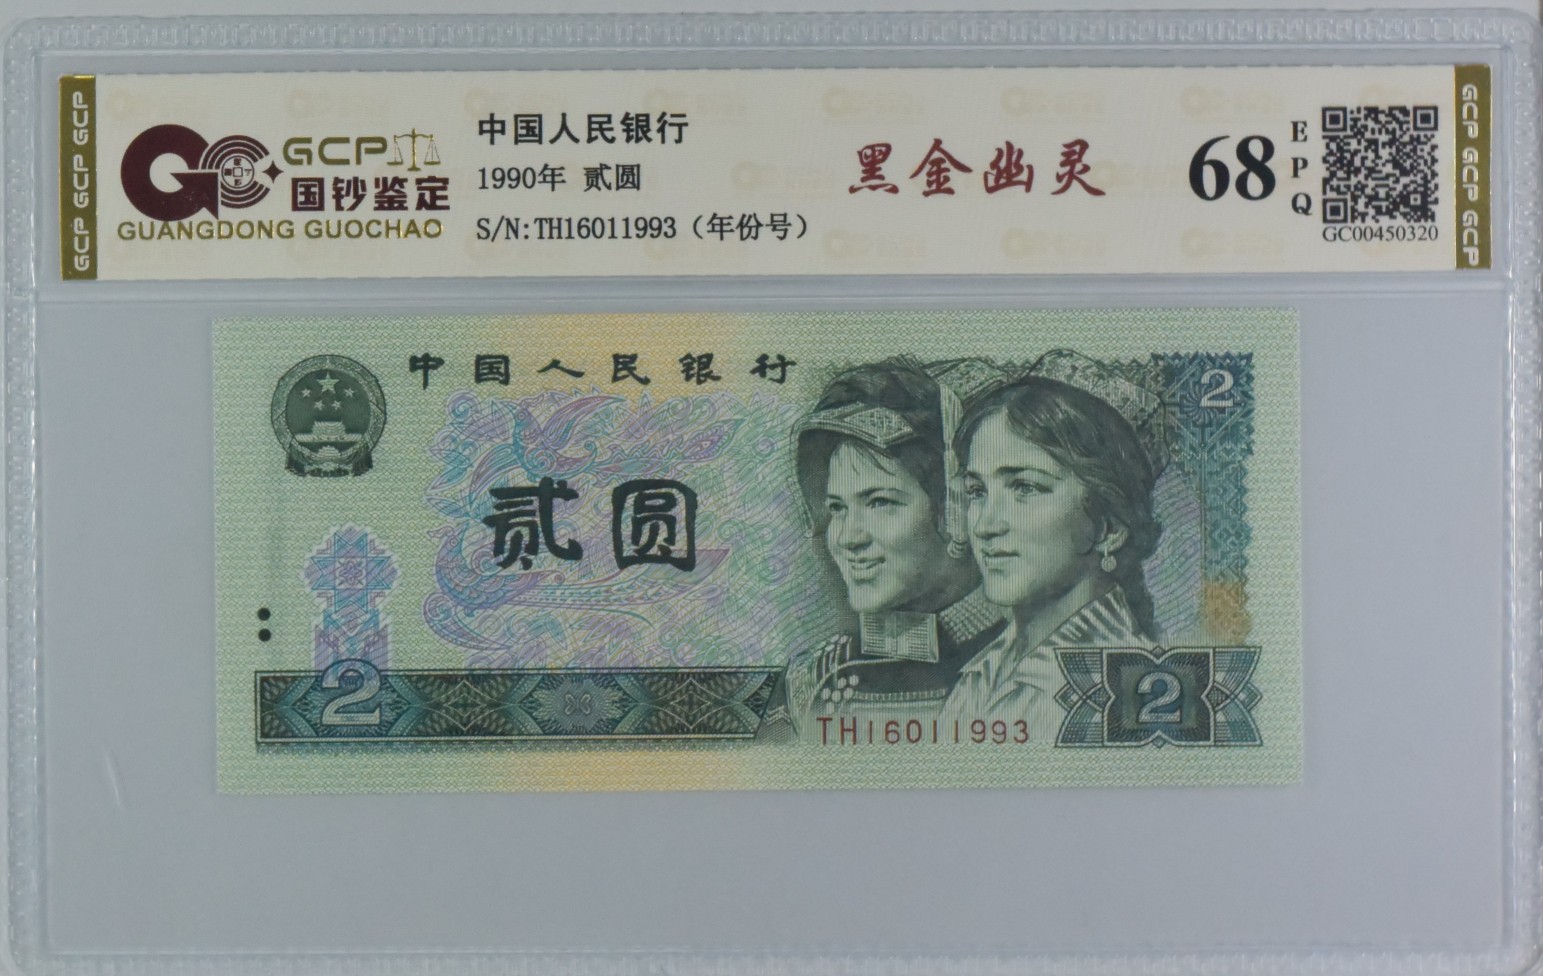 GCP GCP GCP
GCP
国钞鉴定
GUANGDONG GUOCHAO
中国人民银行
1990年 贰圆
S/N:TH16011993（年份号）
黑金幽灵
68
EPQ
GC00450320
GCP GCP GCP
中国人民银行
2
贰圆
2
TH16011993
2